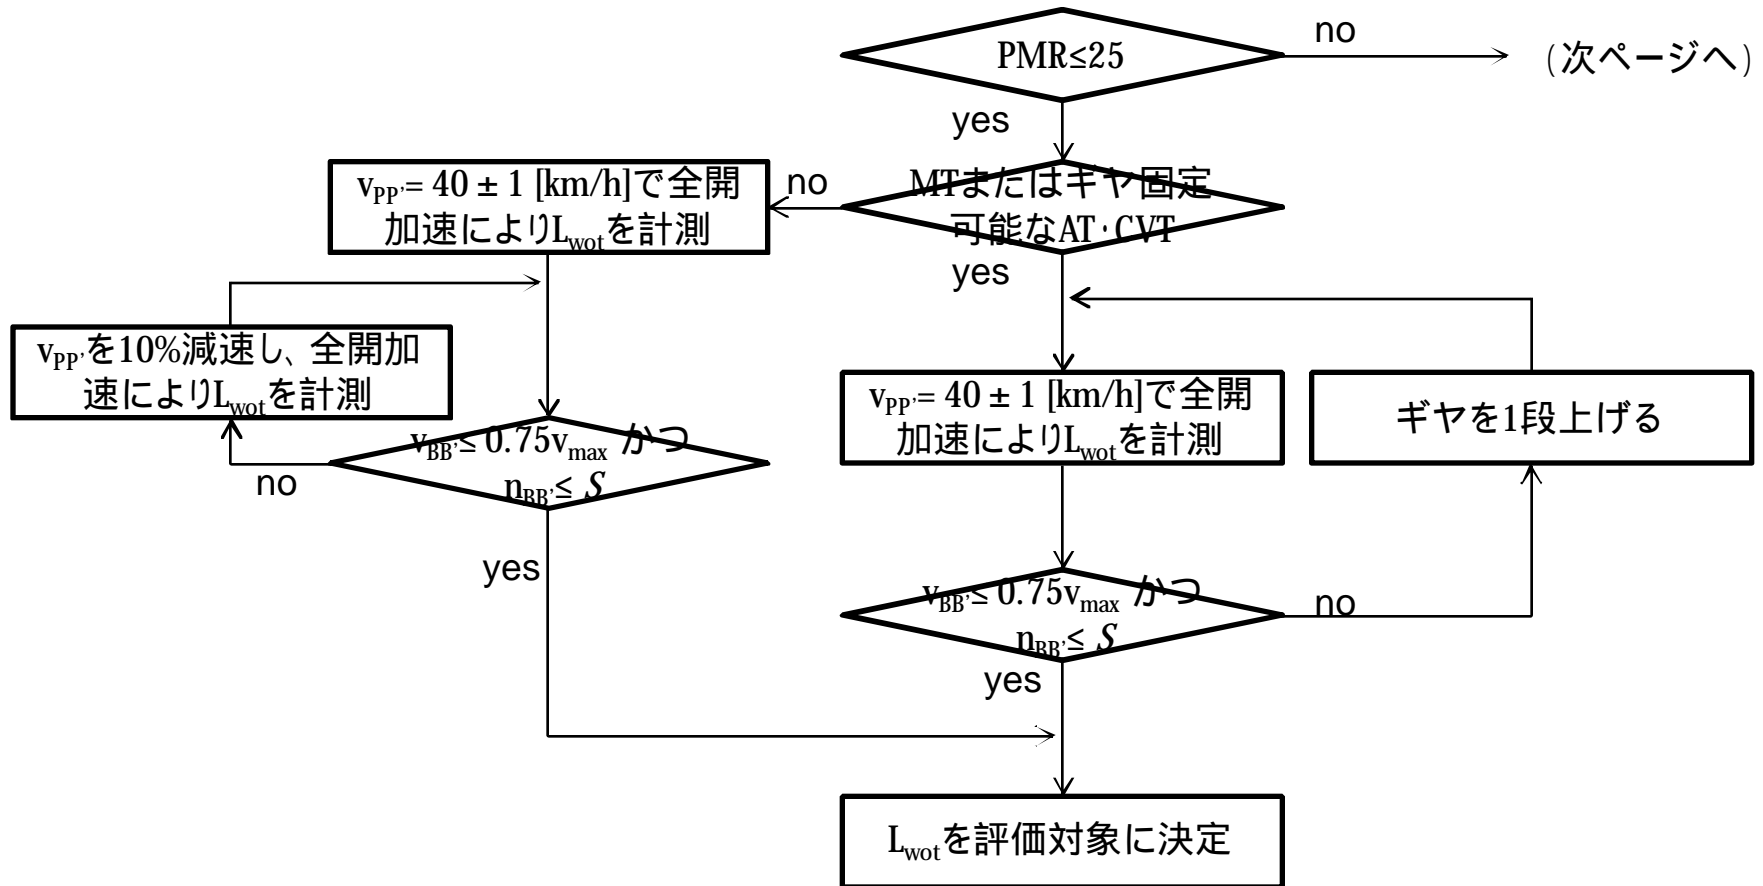 PMR≤25
no
(次ページへ)
yes
MTまたはギヤ固定
可能なAT・CVT
no
vPP'= 40 ± 1 [km/h]で全開
加速によりLwotを計測
yes
vPP'を10%減速し、全開加
速によりLwotを計測
vBB'≤ 0.75vmax かつ
nBB'≤ S
no
yes
vPP'= 40 ± 1 [km/h]で全開
加速によりLwotを計測
ギヤを1段上げる
vBB'≤ 0.75vmax かつ
nBB'≤ S
no
yes
Lwotを評価対象に決定